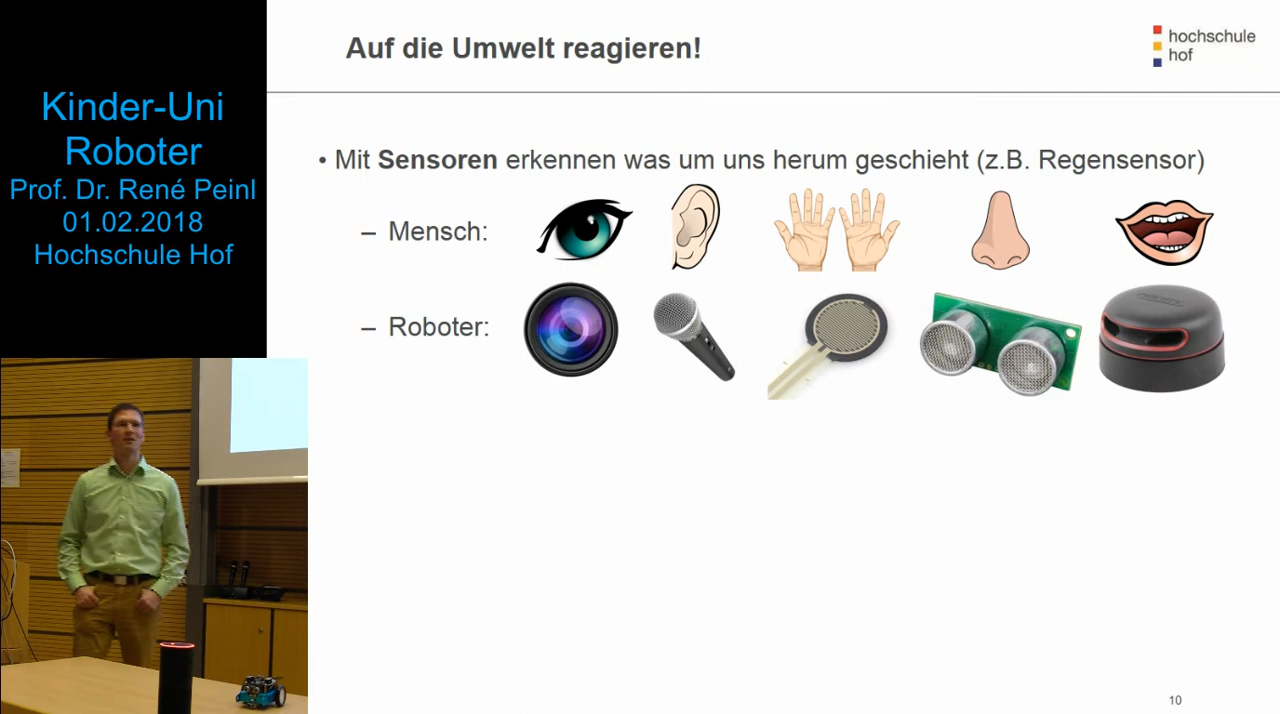 Kinder-Uni
Roboter
Prof. Dr. René Peinl
01.02.2018
Hochschule Hof
Auf die Umwelt reagieren!
hochschule
hof
• Mit Sensoren erkennen was um uns herum geschieht (z.B. Regensensor)
– Mensch:
– Roboter:
10